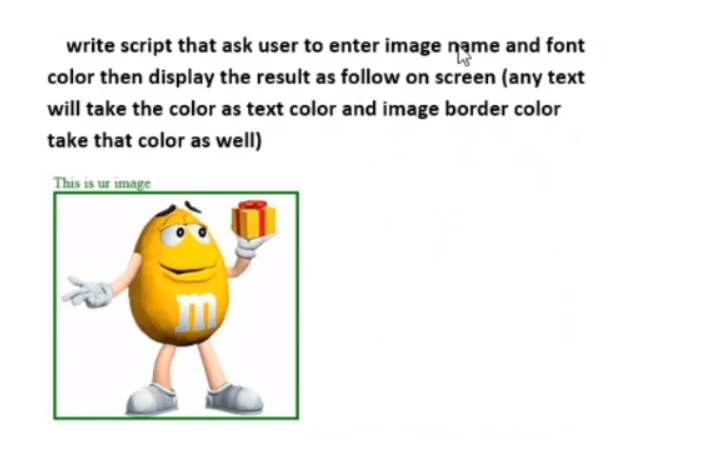 write script that ask user to enter image name and font
color then display the result as follow on screen (any text
will take the color as text color and image border color
take that color as well)
This is ur image
m